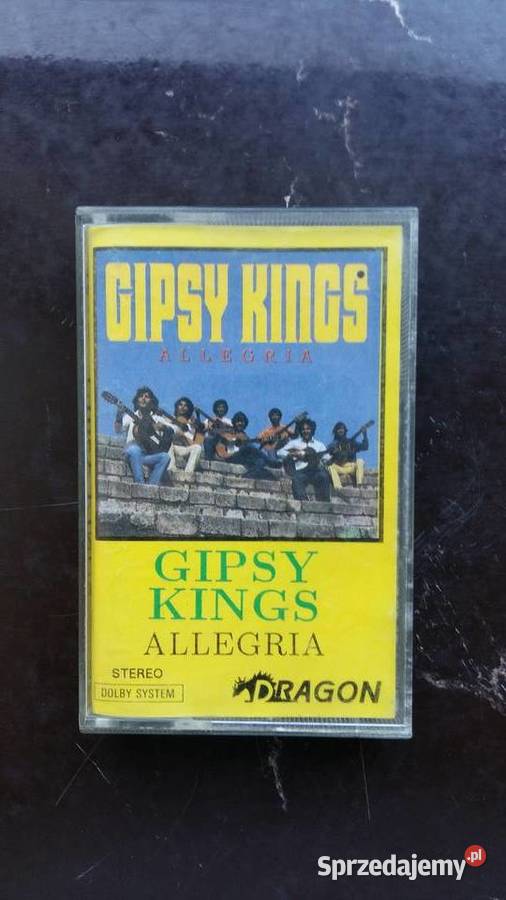 GIPSY KINGS
ALLEGRIA
GIPSY
KINGS
ALLEGRIA
STEREO
DOLBY SYSTEM
DRAGON
Sprzedajemy.pl